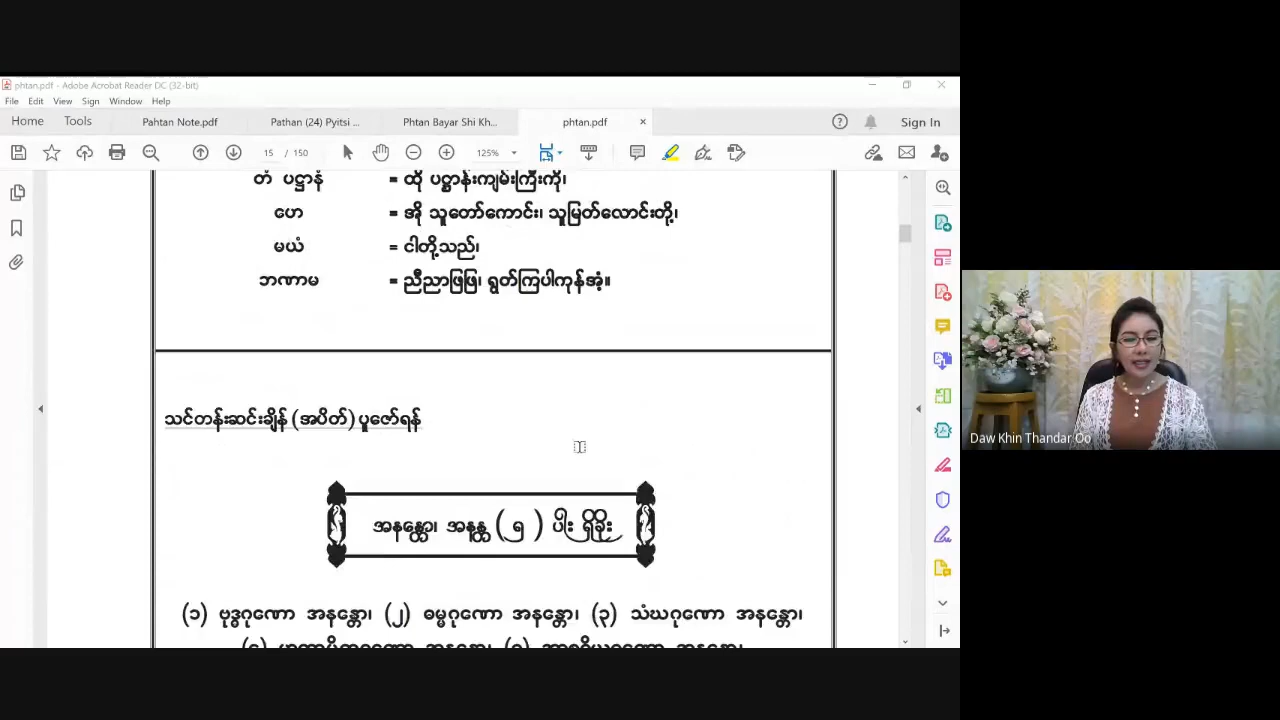 phtan.pdf - Adobe Acrobat Reader DC (32-bit)
File Edit View Sign Window Help
Home Tools Pahtan Note.pdf Pathan (24) Pyitsi ... Phtan Bayar Shi Kh... phtan.pdf × Sign In
15 / 150 125%
တံ ပဋ္ဌာနံ = ထို ပဋ္ဌာန်းကျမ်းကြီးကို၊
ဟေ = အို သူတော်ကောင်း၊ သူမြတ်လောင်းတို့၊
မယံ = ငါတို့သည်၊
ဘဏာမ = ညီညာဖြဖြ၊ ရွတ်ကြပါကုန်အံ့။
သင်တန်းဆင်းချိန် (အပိတ်) ပူဇော်ရန်
အနန္တော၊ အနန္တ ( ၅ ) ပါး ရှိခိုး
(၁) ဗုဒ္ဓဂုဏော အနန္တော၊ (၂) ဓမ္မဂုဏော အနန္တော၊ (၃) သံဃဂုဏော အနန္တော၊
Daw Khin Thandar Oo